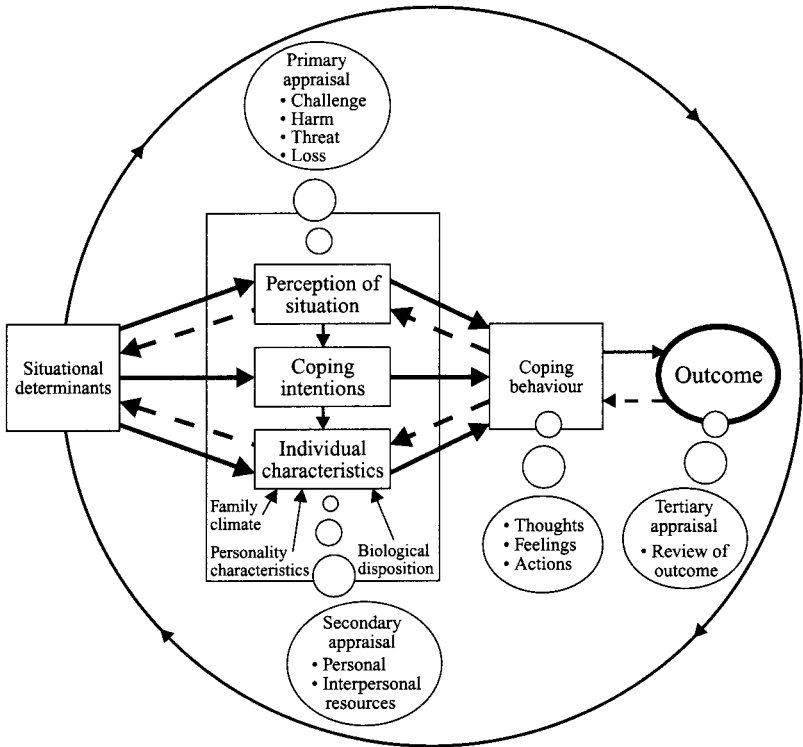 Primary
appraisal
• Challenge
• Harm
• Threat
• Loss
Perception of
situation
Situational
determinants
Coping
intentions
Coping
behaviour
Outcome
Individual
characteristics
Family
climate
Personality
characteristics
Biological
disposition
• Thoughts
• Feelings
• Actions
Tertiary
appraisal
• Review of
outcome
Secondary
appraisal
• Personal
• Interpersonal
resources